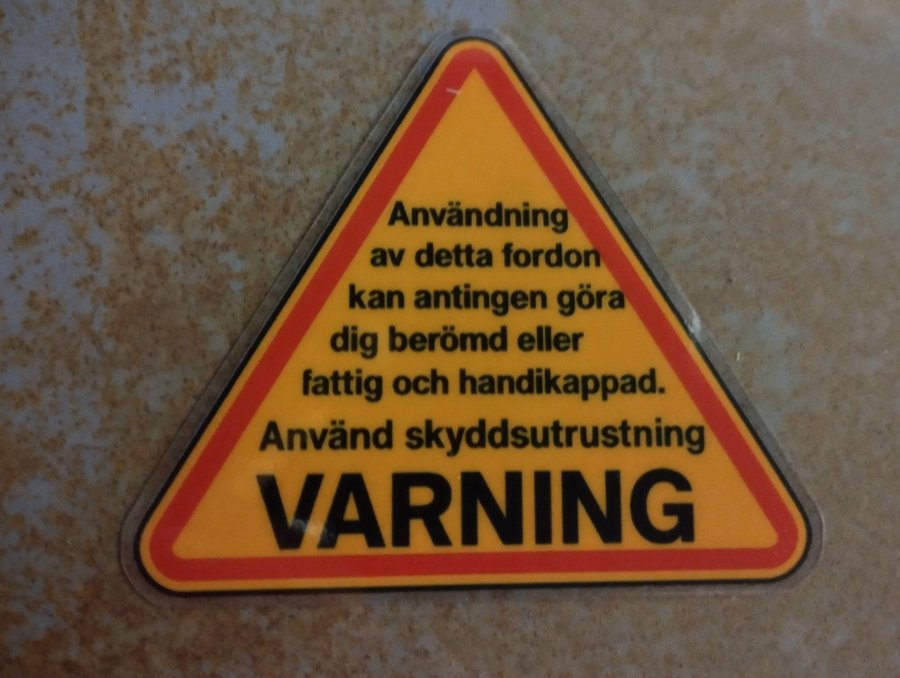 Användning
av detta fordon
kan antingen göra
dig berömd eller
fattig och handikappad.
Använd skyddsutrustning
VARNING